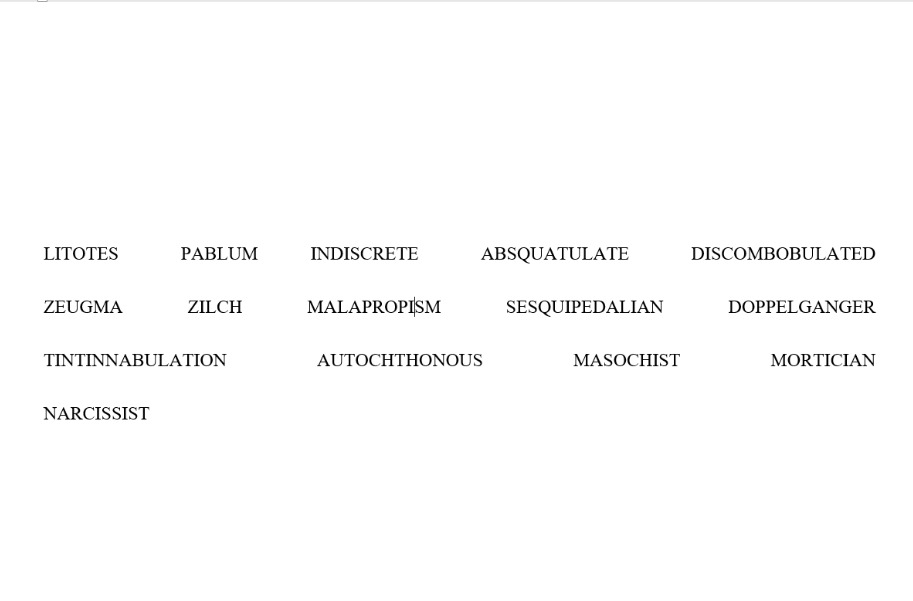 LITOTES PABLUM INDISCRETE ABSQUATULATE DISCOMBOBULATED
ZEUGMA ZILCH MALAPROPISM SESQUIPEDALIAN DOPPELGANGER
TINTINNABULATION AUTOCHTHONOUS MASOCHIST MORTICIAN
NARCISSIST